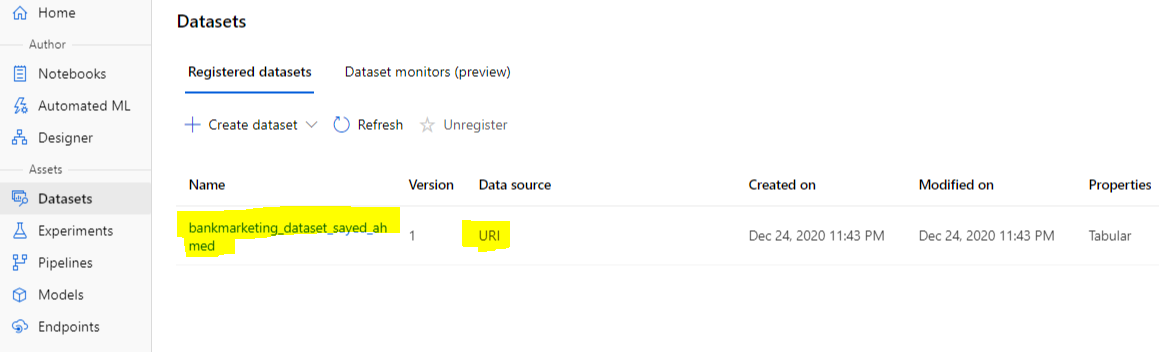 Home
Author
Notebooks
Automated ML
Designer
Assets
Datasets
Experiments
Pipelines
Models
Endpoints
Datasets
Registered datasets Dataset monitors (preview)
Create dataset Refresh Unregister
Name Version Data source Created on Modified on Properties
bankmarketing_dataset_sayed_ah
med 1 URI Dec 24, 2020 11:43 PM Dec 24, 2020 11:43 PM Tabular